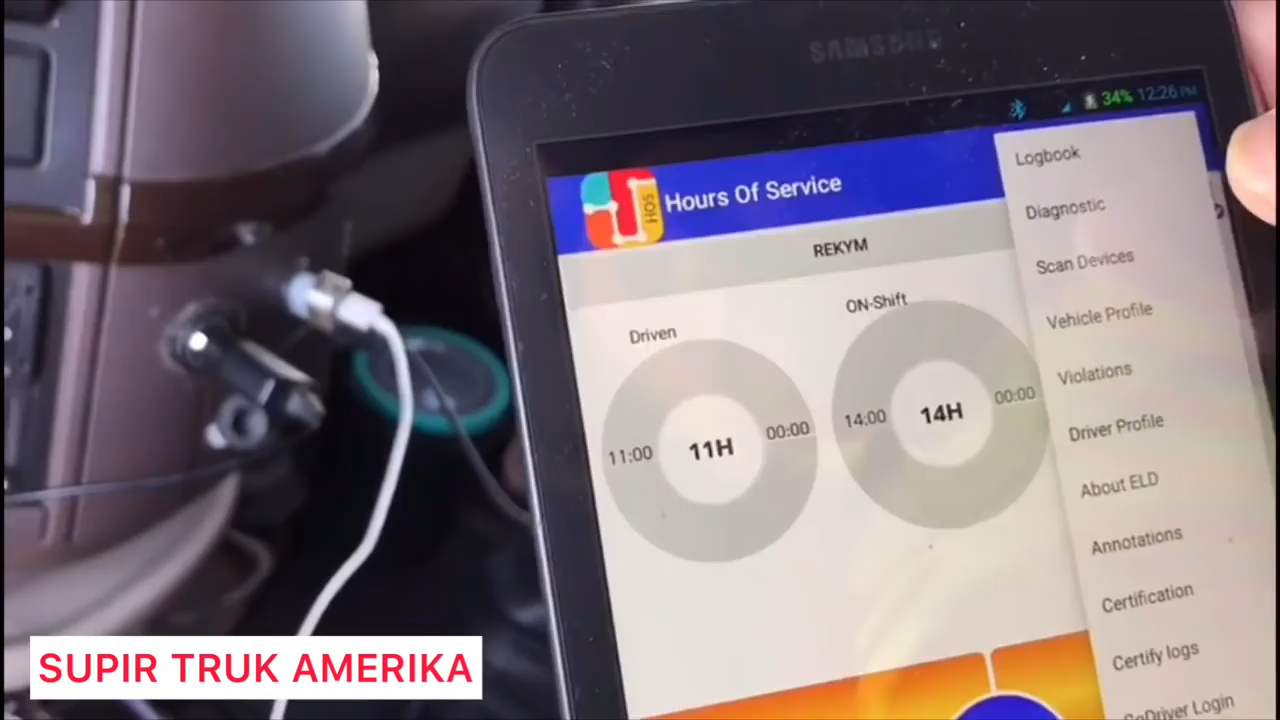 SAMSUNG
34% 12:26 PM
HOS
Hours Of Service
REKYM
Driven
11:00
11H
00:00
ON-Shift
14:00
14H
00:00
Logbook
Diagnostic
Scan Devices
Vehicle Profile
Violations
Driver Profile
About ELD
Annotations
Certification
Certify logs
CoDriver Login
SUPIR TRUK AMERIKA